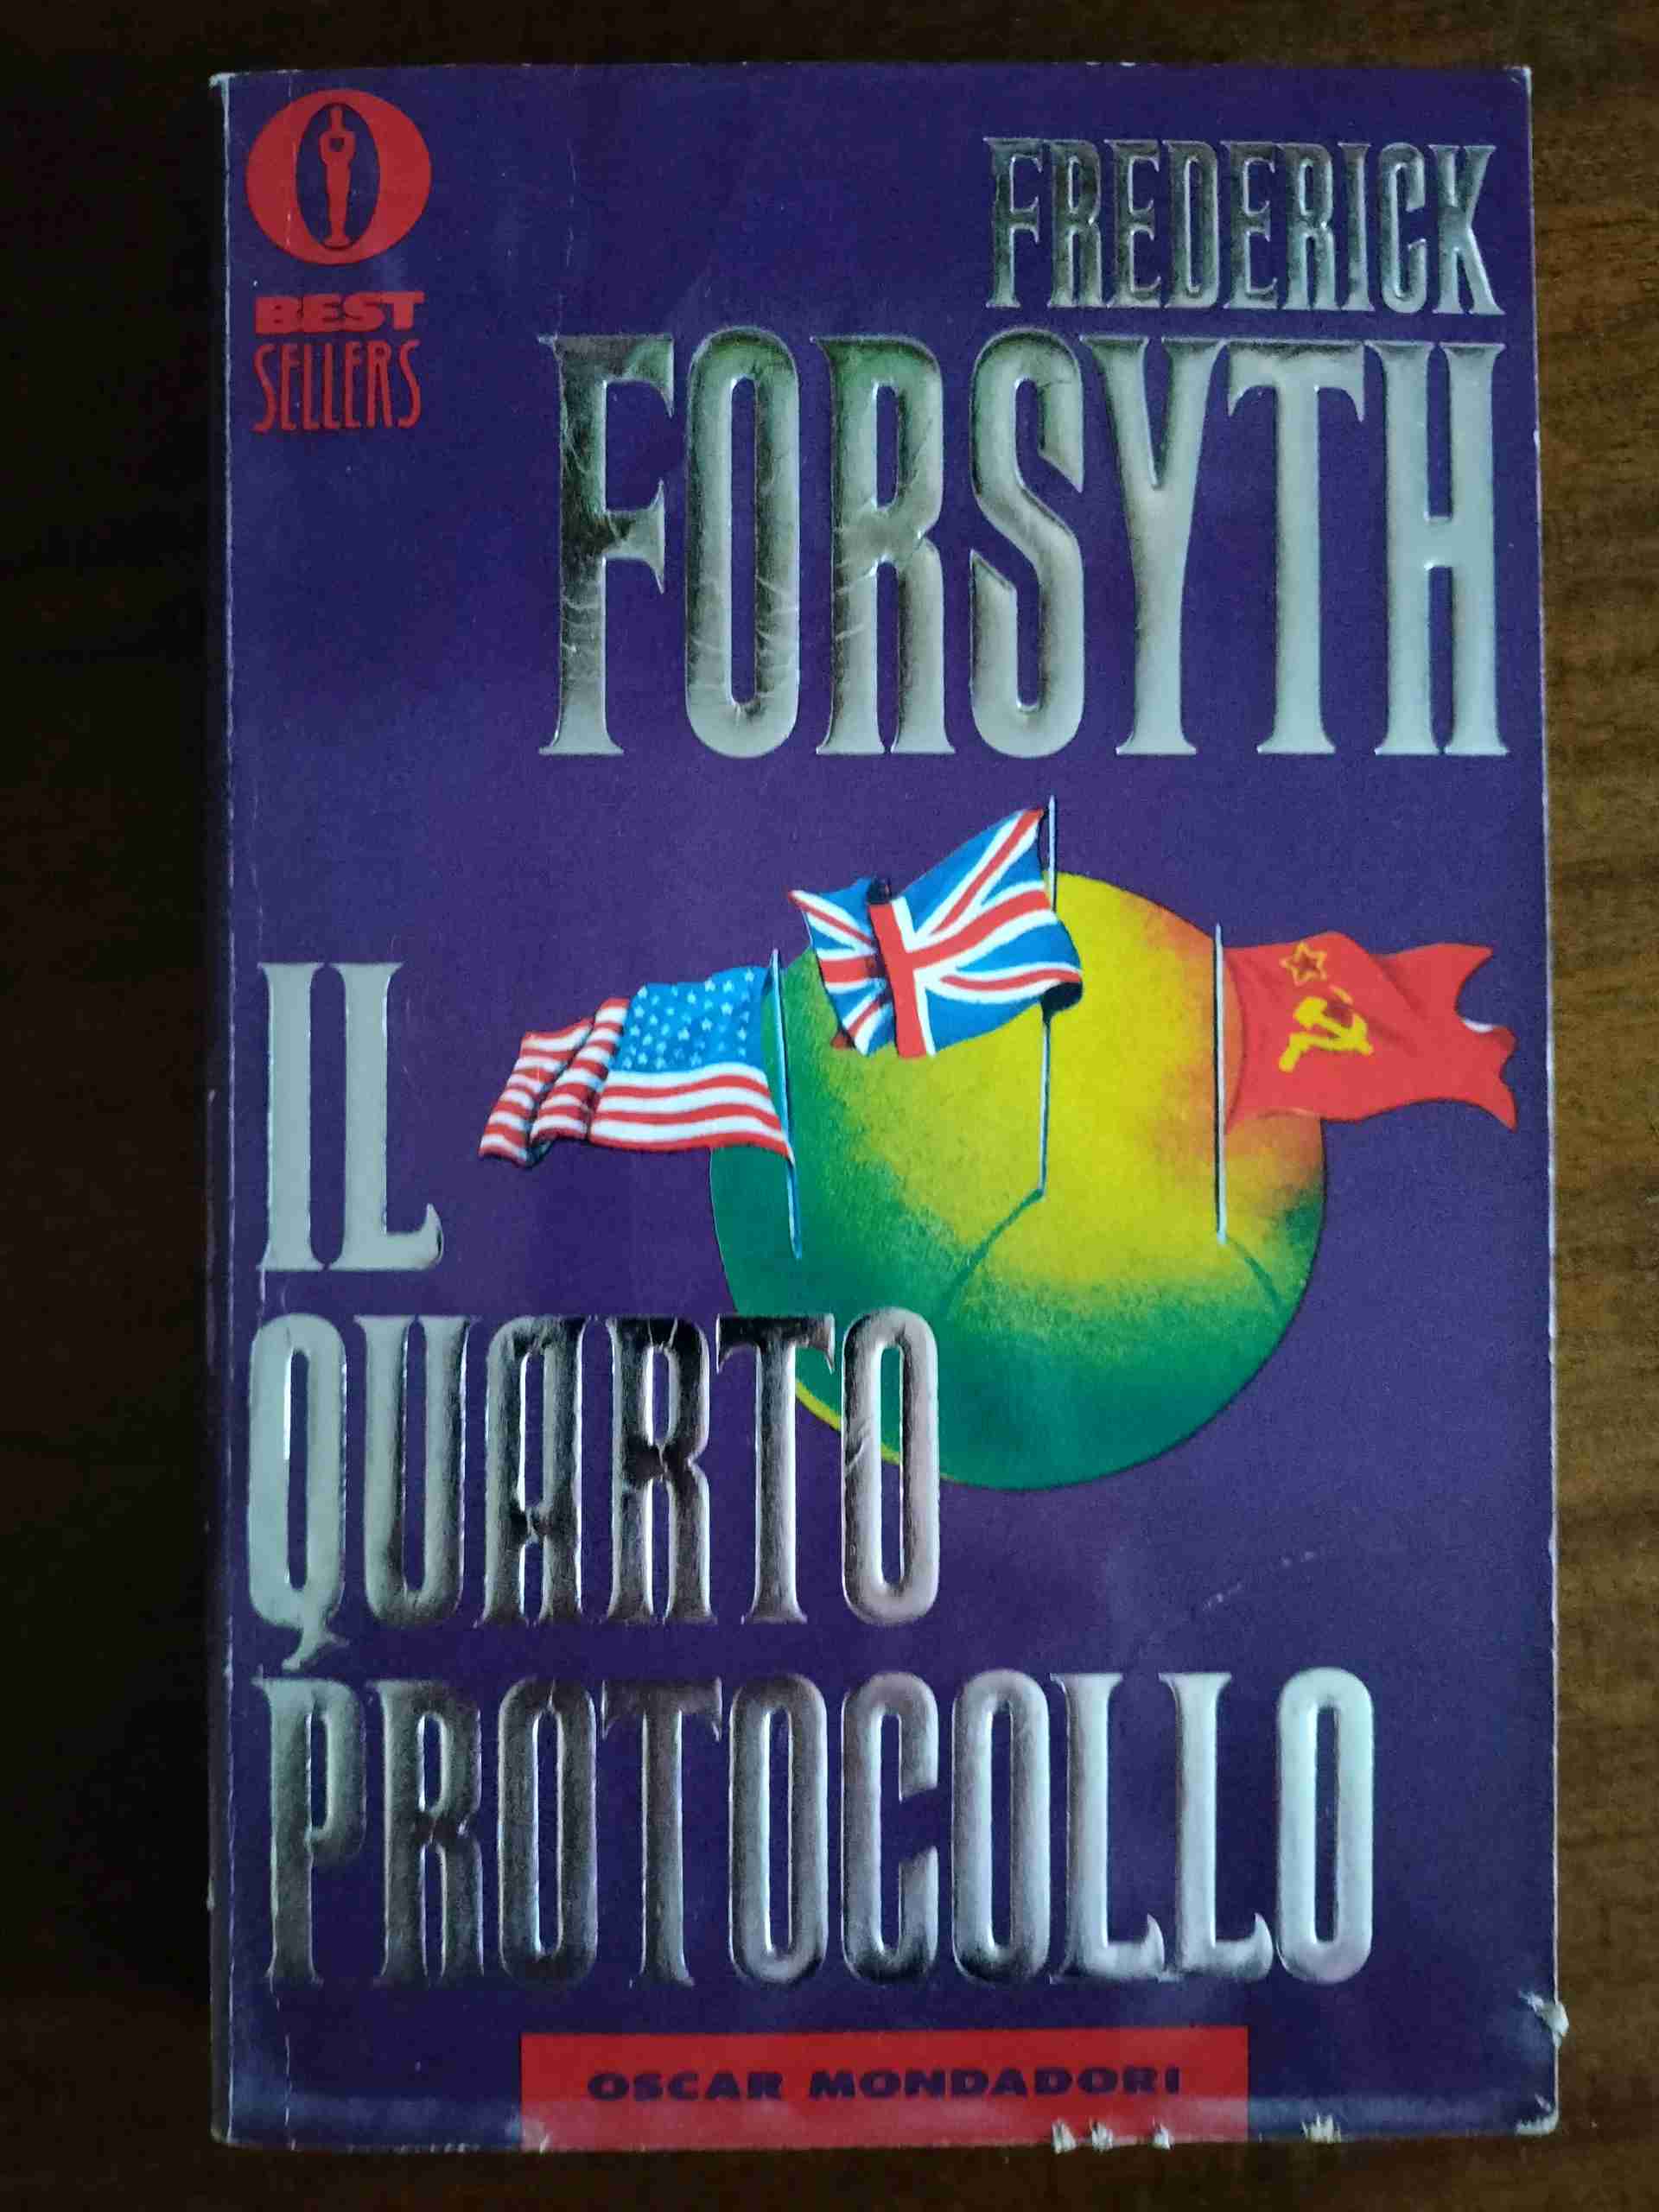 BEST
SELLERS
FREDERICK
FORSYTH
IL
QUARTO
PROTOCOLLO
OSCAR MONDADORI